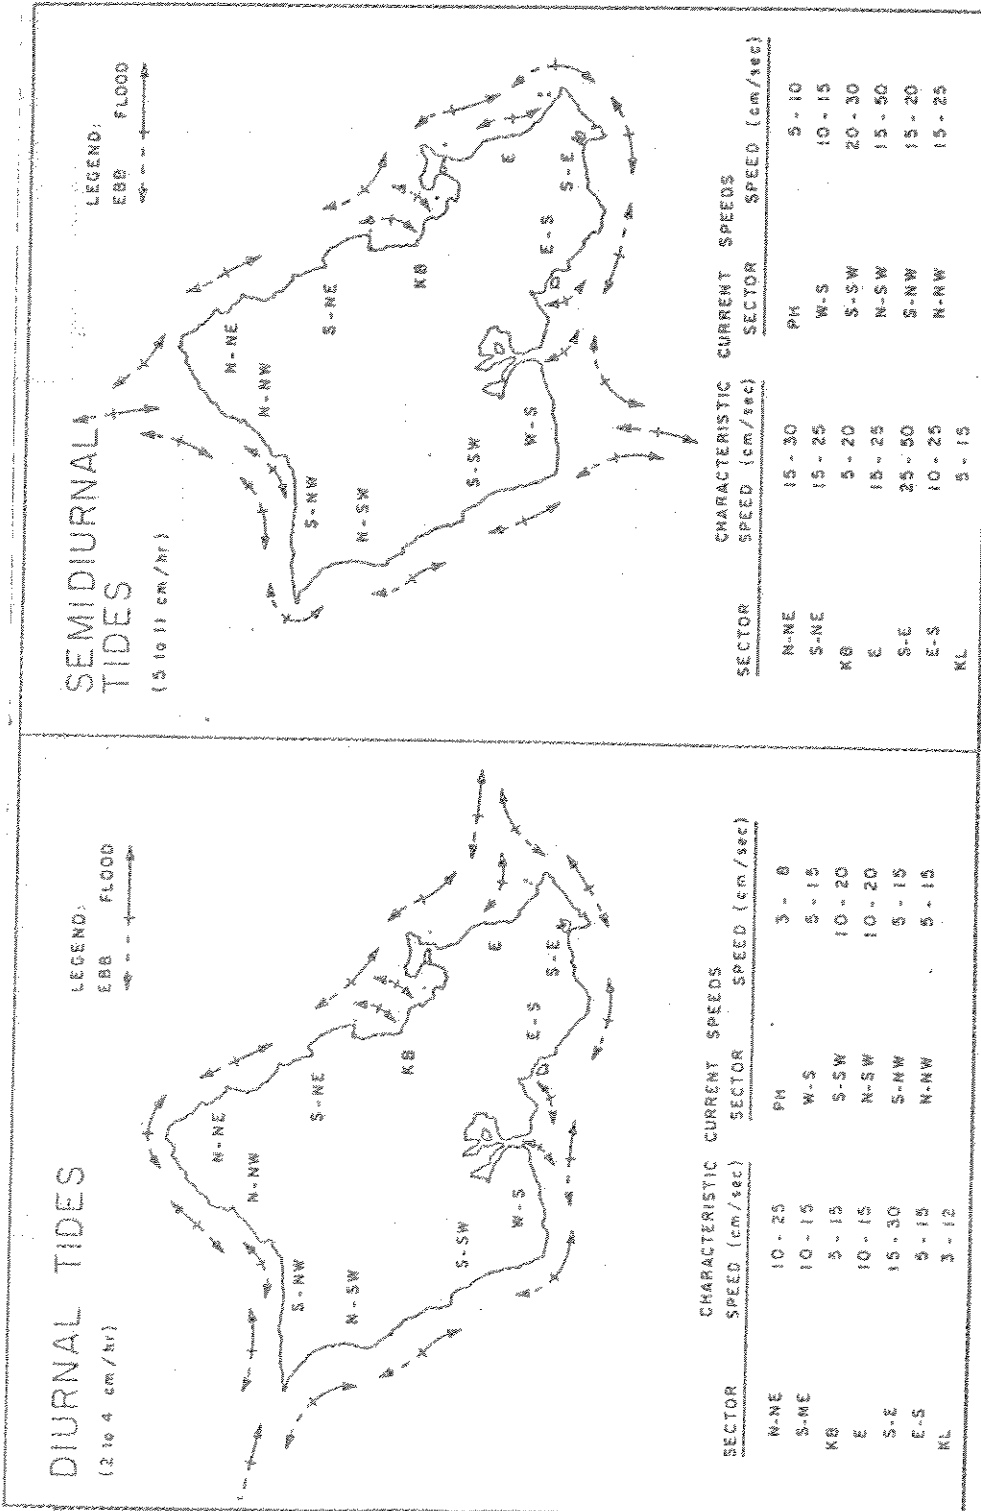 DIURNAL TIDES
(2 to 4 cm/hr)
LEGEND:
EBB FLOOD
N-NE
N-NW
S-NE
S-NW
N-SW
KB
S-SW
W-S
E
E-S
S-E
CHARACTERISTIC CURRENT SPEEDS
SECTOR SPEED (cm/sec) SECTOR SPEED (cm/sec)
N-NE 10 - 25 PH 3 - 8
S-NE 10 - 15 W-S 5 - 15
KB 5 - 15 S-SW 10 - 20
E 10 - 15 N-SW 10 - 20
S-E 15 - 30 S-NW 5 - 15
E-S 5 - 15 N-NW 5 - 15
KL 3 - 12
SEMIDIURNAL
TIDES
(5 to 11 cm/hr)
LEGEND:
EBB FLOOD
N-NE
N-NW
S-NE
S-NW
N-SW
KB
S-SW
W-S
E
E-S
S-E
CHARACTERISTIC CURRENT SPEEDS
SECTOR SPEED (cm/sec) SECTOR SPEED (cm/sec)
N-NE 15 - 30 PH 5 - 10
S-NE 15 - 25 W-S 10 - 15
KB 5 - 20 S-SW 20 - 30
E 15 - 25 N-SW 15 - 50
S-E 25 - 50 S-NW 15 - 20
E-S 10 - 25 N-NW 15 - 25
KL 5 - 15